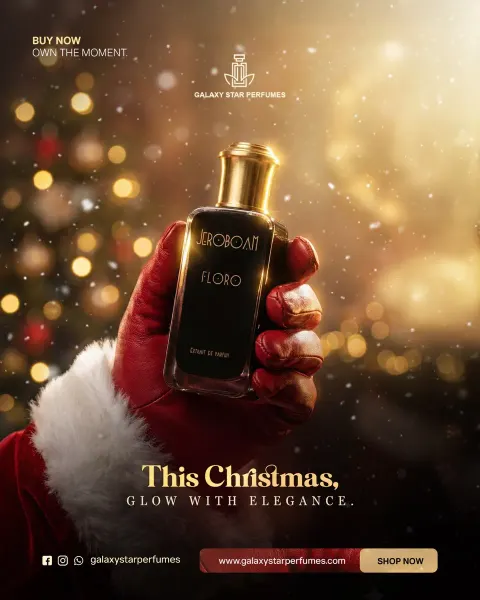 BUY NOW
OWN THE MOMENT.
GALAXY STAR PERFUMES
JEROBOAM
FLORO
EXTRAIT DE PARFUM
This Christmas,
GLOW WITH ELEGANCE.
galaxystarperfumes
www.galaxystarperfumes.com
SHOP NOW